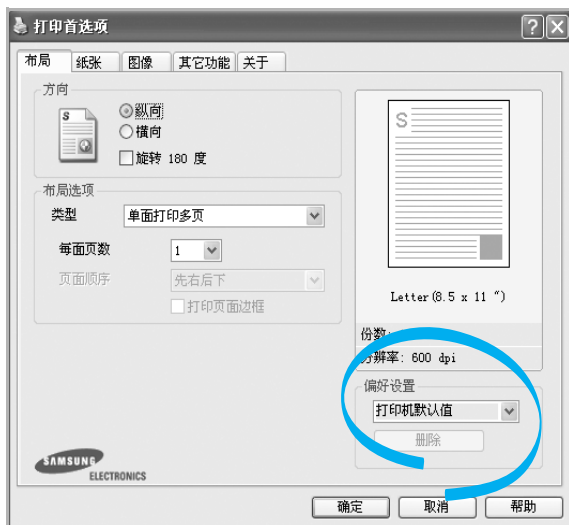 打印首选项
布局 纸张 图像 其它功能 关于
方向
S
纵向
横向
旋转 180 度
布局选项
类型 单面打印多页
每面页数 1
页面顺序 先右后下
打印页面边框
S
Letter(8.5 x 11 ")
份数:
分辨率: 600 dpi
偏好设置
打印机默认值
删除
SAMSUNG
ELECTRONICS
确定 取消 帮助